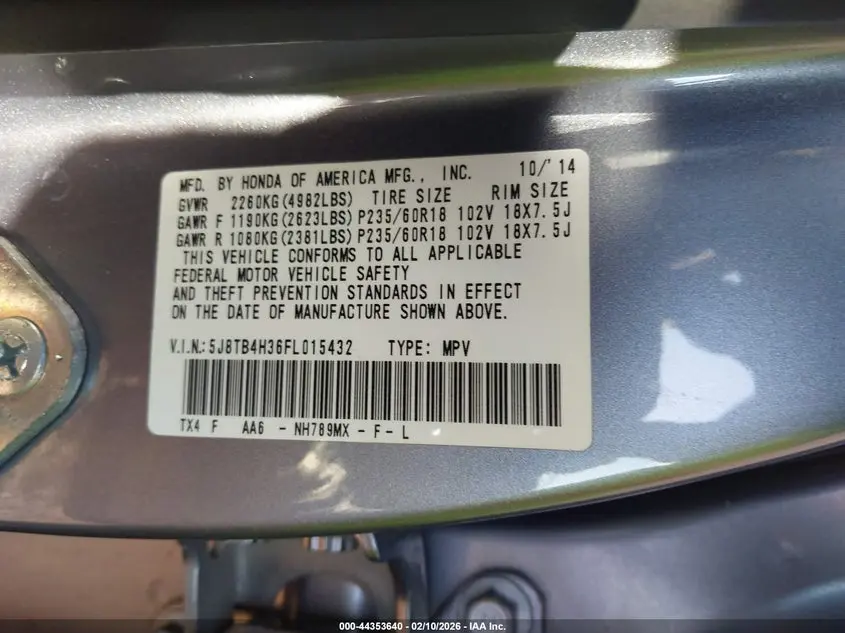 MFD. BY HONDA OF AMERICA MFG., INC. 10/'14
GVWR 2260KG(4982LBS) TIRE SIZE RIM SIZE
GAWR F 1190KG(2623LBS) P235/60R18 102V 18X7.5J
GAWR R 1080KG(2381LBS) P235/60R18 102V 18X7.5J
THIS VEHICLE CONFORMS TO ALL APPLICABLE
FEDERAL MOTOR VEHICLE SAFETY
AND THEFT PREVENTION STANDARDS IN EFFECT
ON THE DATE OF MANUFACTURE SHOWN ABOVE.
V.I.N.:5J8TB4H36FL015432 TYPE: MPV
TX4 F AA6 - NH789MX - F - L
000-44353640 - 02/10/2026 - IAA Inc.